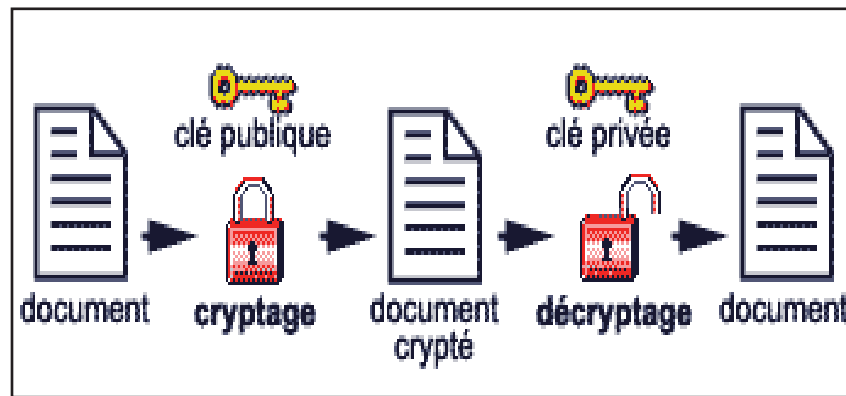 clé publique
clé privée
document
cryptage
document
crypté
décryptage
document